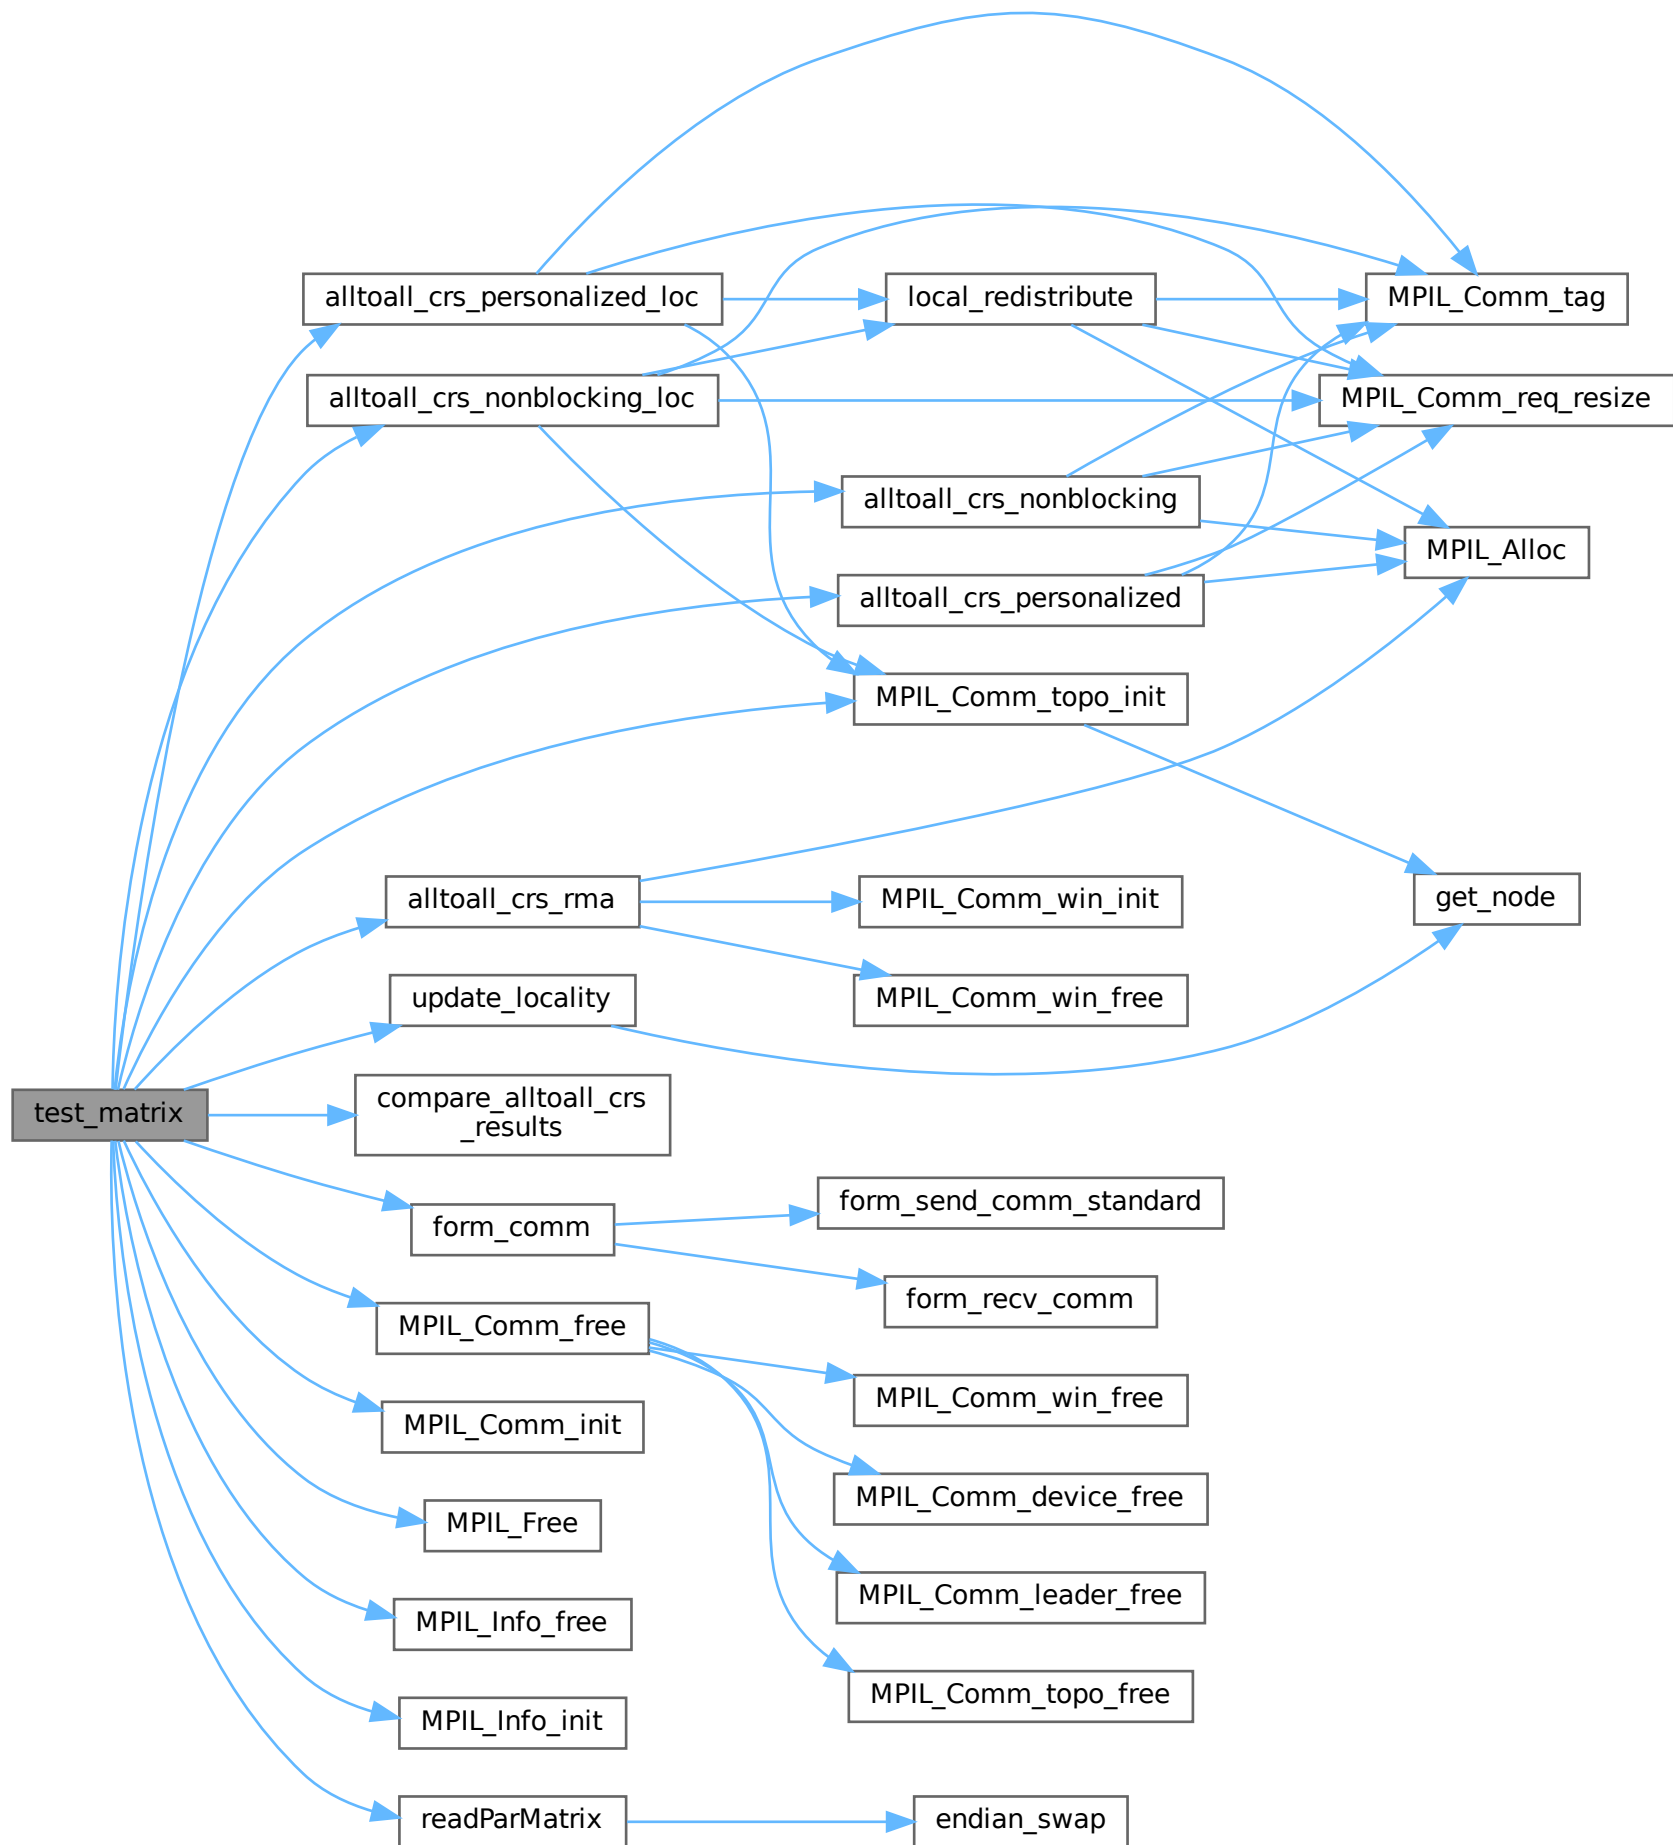 alltoall_crs_personalized_loc
local_redistribute
MPIL_Comm_tag
alltoall_crs_nonblocking_loc
MPIL_Comm_req_resize
alltoall_crs_nonblocking
MPIL_Alloc
alltoall_crs_personalized
MPIL_Comm_topo_init
alltoall_crs_rma
MPIL_Comm_win_init
get_node
update_locality
MPIL_Comm_win_free
test_matrix
compare_alltoall_crs
_results
form_comm
form_send_comm_standard
form_recv_comm
MPIL_Comm_free
MPIL_Comm_win_free
MPIL_Comm_init
MPIL_Comm_device_free
MPIL_Free
MPIL_Comm_leader_free
MPIL_Info_free
MPIL_Comm_topo_free
MPIL_Info_init
readParMatrix
endian_swap